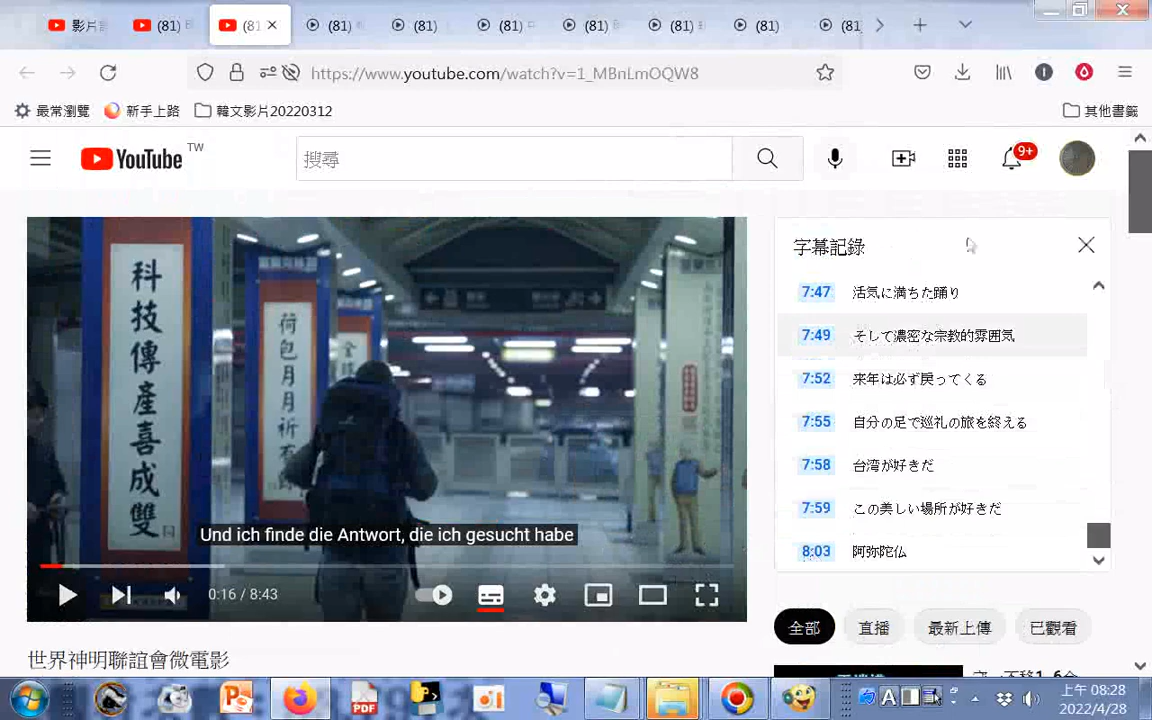 影片
(81)
(81
(81)
(81)
(81)
(81)
(81)
(81)
(81
https://www.youtube.com/watch?v=1_MBnLmOQW8
最常瀏覽
新手上路
韓文影片20220312
其他書籤
YouTube TW
搜尋
9+
科技傳產喜成雙
荷包月月祈有
Und ich finde die Antwort, die ich gesucht habe
0:16 / 8:43
世界神明聯誼會微電影
字幕記錄
7:47 活気に満ちた踊り
7:49 そして濃密な宗教的雰囲気
7:52 来年は必ず戻ってくる
7:55 自分の足で巡礼の旅を終える
7:58 台湾が好きだ
7:59 この美しい場所が好きだ
8:03 阿弥陀仏
全部
直播
最新上傳
已觀看
PDF
A
上午 08:28
2022/4/28